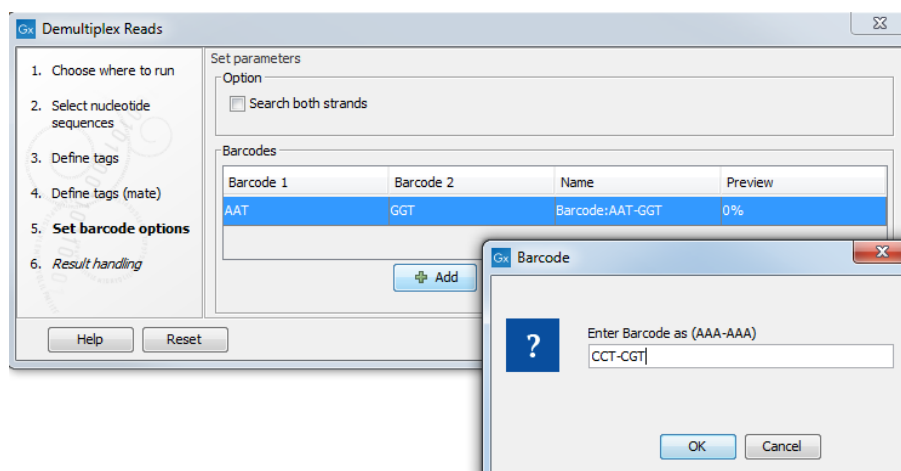 Gx Demultiplex Reads
1. Choose where to run
2. Select nucleotide
sequences
3. Define tags
4. Define tags (mate)
5. Set barcode options
6. Result handling
Set parameters
Option
Search both strands
Barcodes
Barcode 1 Barcode 2 Name Preview
AAT GGT Barcode:AAT-GGT 0%
Add
Help Reset
Gx Barcode
?
Enter Barcode as (AAA-AAA)
CCT-CGT
OK Cancel